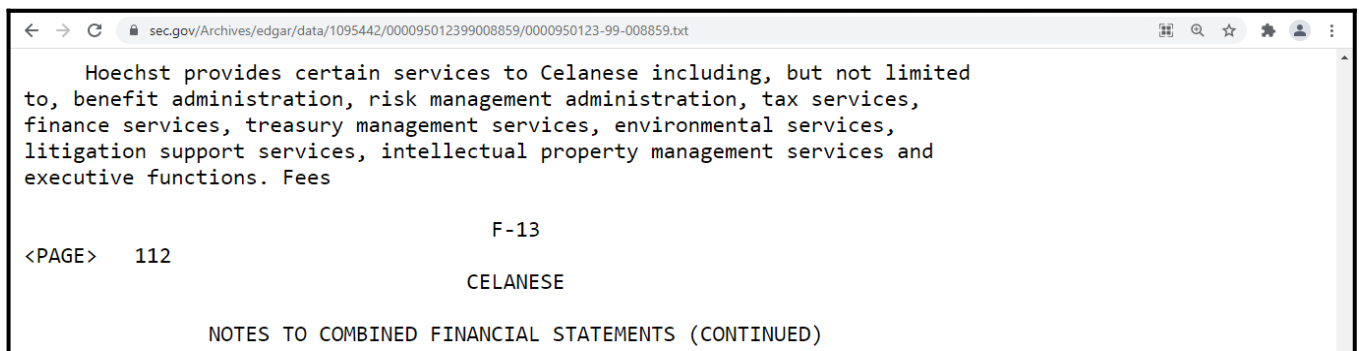 sec.gov/Archives/edgar/data/1095442/000095012399008859/0000950123-99-008859.txt
Hoechst provides certain services to Celanese including, but not limited
to, benefit administration, risk management administration, tax services,
finance services, treasury management services, environmental services,
litigation support services, intellectual property management services and
executive functions. Fees
F-13
<PAGE> 112
CELANESE
NOTES TO COMBINED FINANCIAL STATEMENTS (CONTINUED)